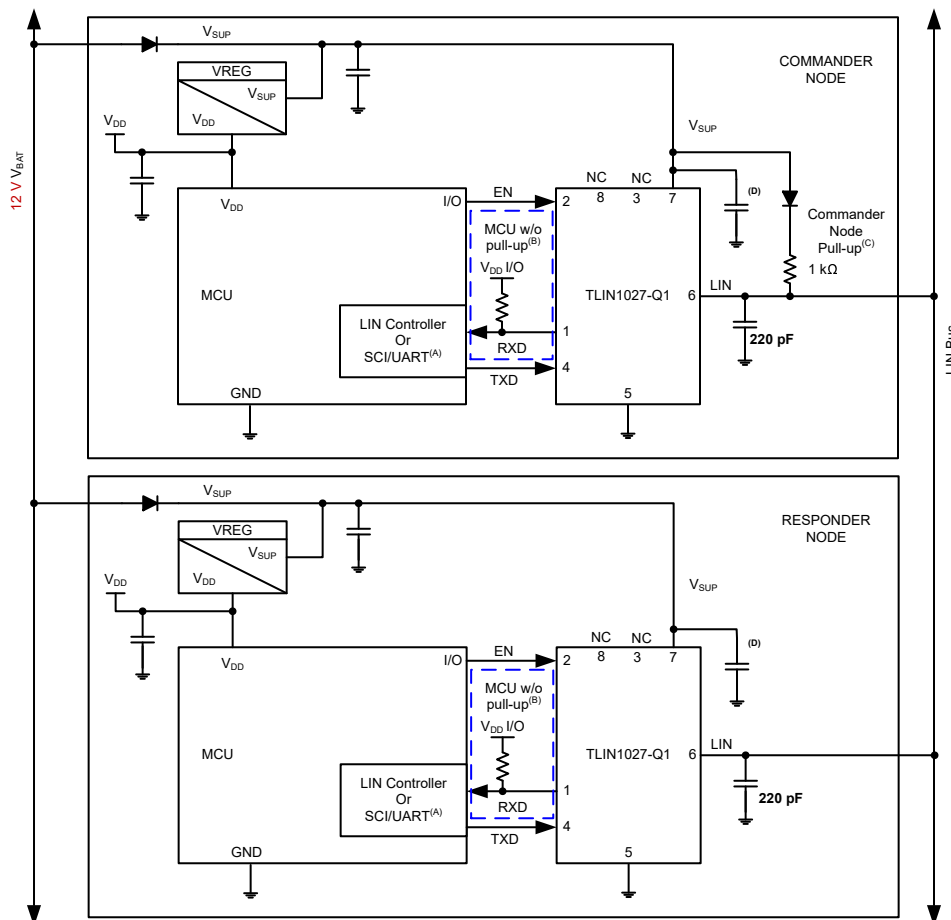 12 V VBAT
LIN Bus
VSUP
VREG
VSUP
VDD
VDD
COMMANDER
NODE
VSUP
VDD
I/O
EN
2
NC
8
NC
3
7
(D)
MCU w/o
pull-up(B)
VDD I/O
Commander
Node
Pull-up(C)
1 kΩ
MCU
TLIN1027-Q1
6
LIN
LIN Controller
Or
SCI/UART(A)
1
RXD
4
TXD
220 pF
GND
5
VSUP
VREG
VSUP
VDD
VDD
RESPONDER
NODE
VSUP
VDD
I/O
EN
2
NC
8
NC
3
7
(D)
MCU w/o
pull-up(B)
VDD I/O
MCU
TLIN1027-Q1
6
LIN
LIN Controller
Or
SCI/UART(A)
1
RXD
4
TXD
220 pF
GND
5